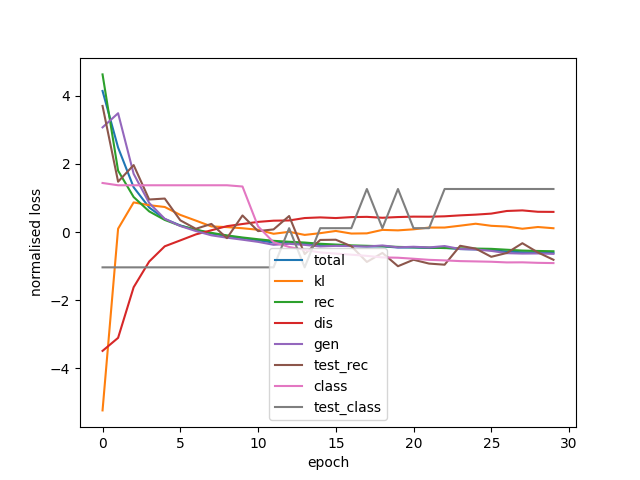 normalised loss
4
2
0
−2
−4
total
kl
rec
dis
gen
test_rec
class
test_class
0
5
10
15
20
25
30
epoch